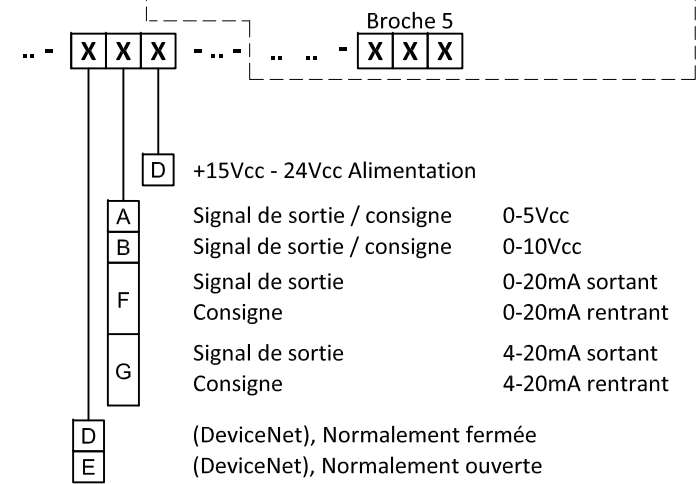 Broche 5
.. - X X X - .. - .. .. - X X X
D +15Vcc - 24Vcc Alimentation
A Signal de sortie / consigne 0-5Vcc
B Signal de sortie / consigne 0-10Vcc
F Signal de sortie 0-20mA sortant
Consigne 0-20mA rentrant
G Signal de sortie 4-20mA sortant
Consigne 4-20mA rentrant
D (DeviceNet), Normalement fermée
E (DeviceNet), Normalement ouverte